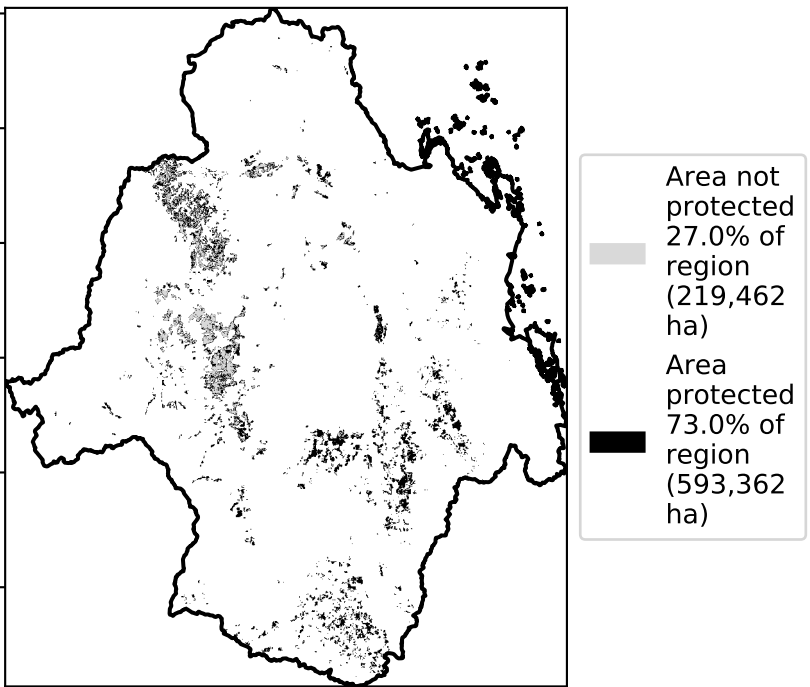 Area not
protected
27.0% of
region
(219,462
ha)
Area
protected
73.0% of
region
(593,362
ha)